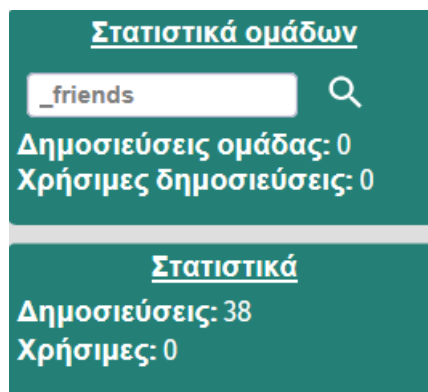 Στατιστικά ομάδων
_friends
Δημοσιεύσεις ομάδας: 0
Χρήσιμες δημοσιεύσεις: 0
Στατιστικά
Δημοσιεύσεις: 38
Χρήσιμες: 0